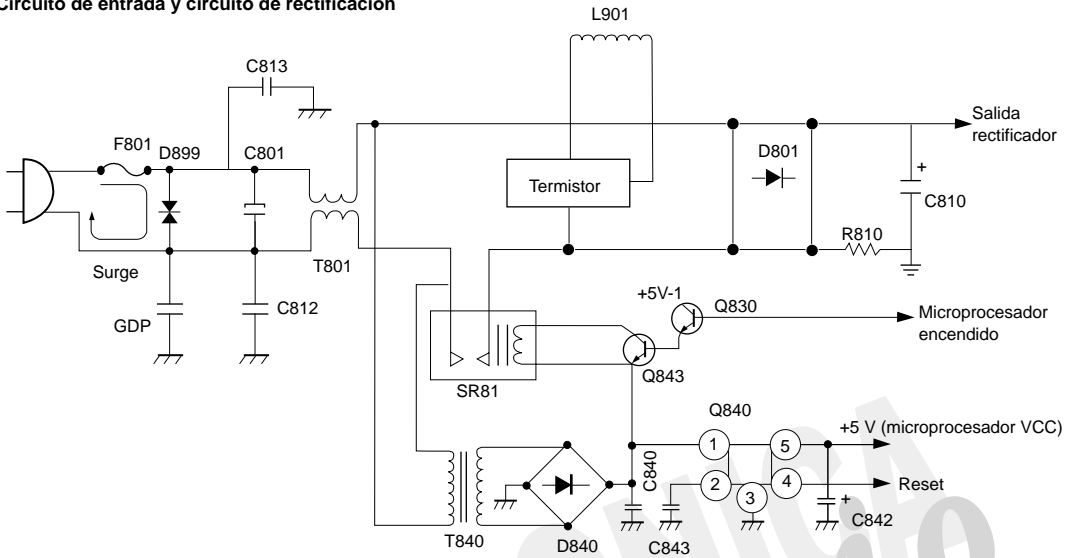 Circuito de entrada y circuito de rectificación
L901
C813
F801
D899
C801
Salida
rectificador
D801
Termistor
+
C810
R810
Surge
T801
GDP
C812
+5V-1
Q830
Microprocesador
encendido
Q843
SR81
Q840
+5 V (microprocesador VCC)
1
5
C840
2
4
Reset
3
+
C842
T840
D840
C843